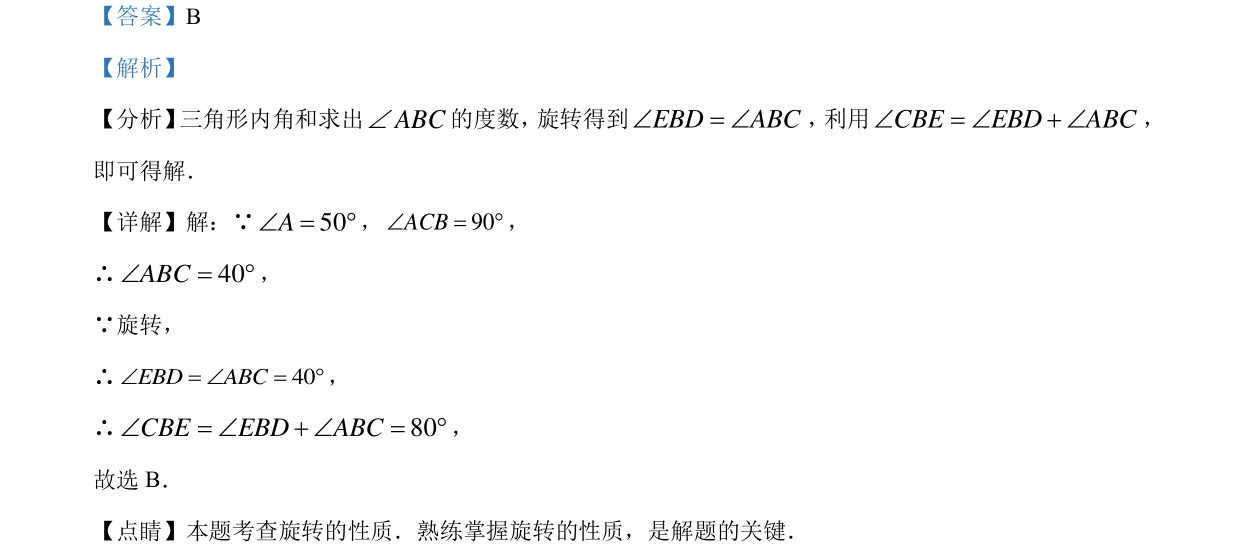 【答案】B
【解析】
【分析】三角形内角和求出∠ABC的度数，旋转得到∠EBD=∠ABC，利用∠CBE=∠EBD+∠ABC，
即可得解．
【详解】解：∵∠A=50°，∠ACB=90°，
∴∠ABC=40°，
∵旋转，
∴∠EBD=∠ABC=40°，
∴∠CBE=∠EBD+∠ABC=80°，
故选 B．
【点睛】本题考查旋转的性质．熟练掌握旋转的性质，是解题的关键．